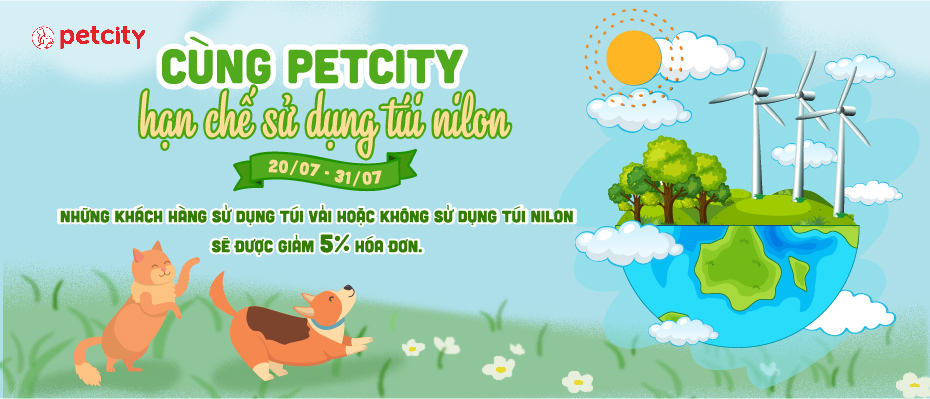 petcity
CÙNG PETCITY
hạn chế sử dụng túi nilon
20/07 - 31/07
NHỮNG KHÁCH HÀNG SỬ DỤNG TÚI VẢI HOẶC KHÔNG SỬ DỤNG TÚI NILON
SẼ ĐƯỢC GIẢM 5% HÓA ĐƠN.